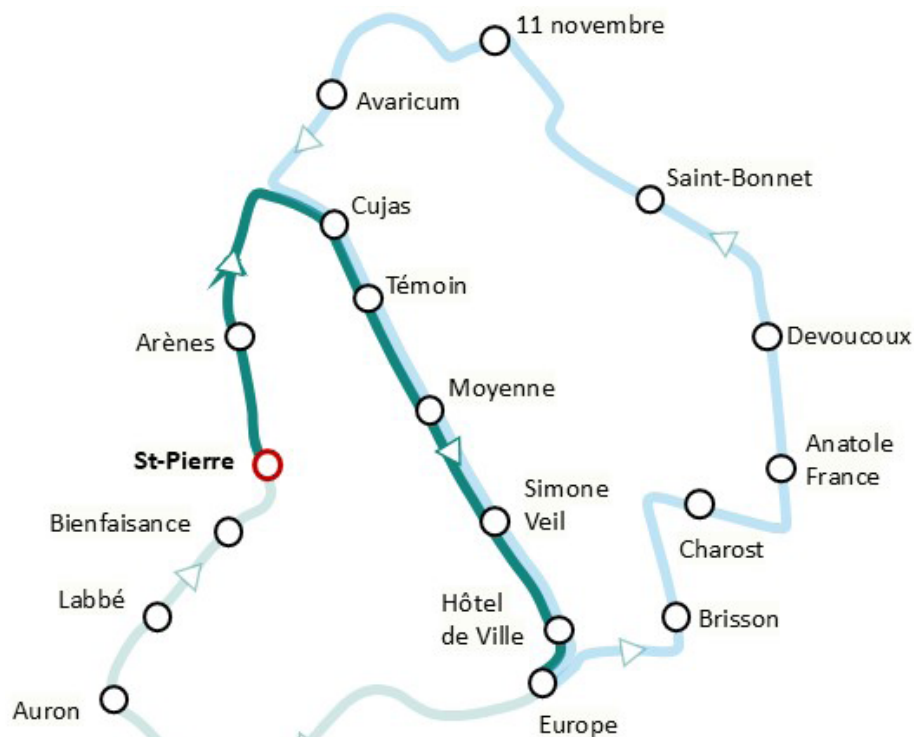 11 novembre
Avaricum
Saint-Bonnet
Cujas
Témoin
Arènes
Devoucoux
Moyenne
St-Pierre
Anatole
France
Bienfaisance
Simone
Veil
Charost
Labbé
Hôtel
de Ville
Brisson
Auron
Europe